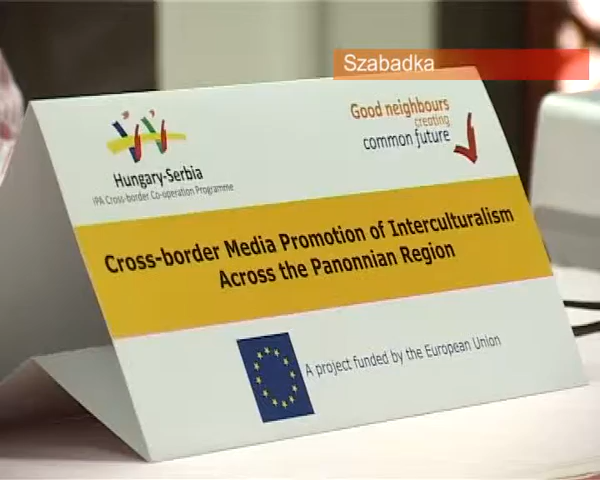 Szabadka
Good neighbours
creating
common future
Hungary-Serbia
IPA Cross-border Co-operation Programme
Cross-border Media Promotion of Interculturalism
Across the Panonnian Region
A project funded by the European Union